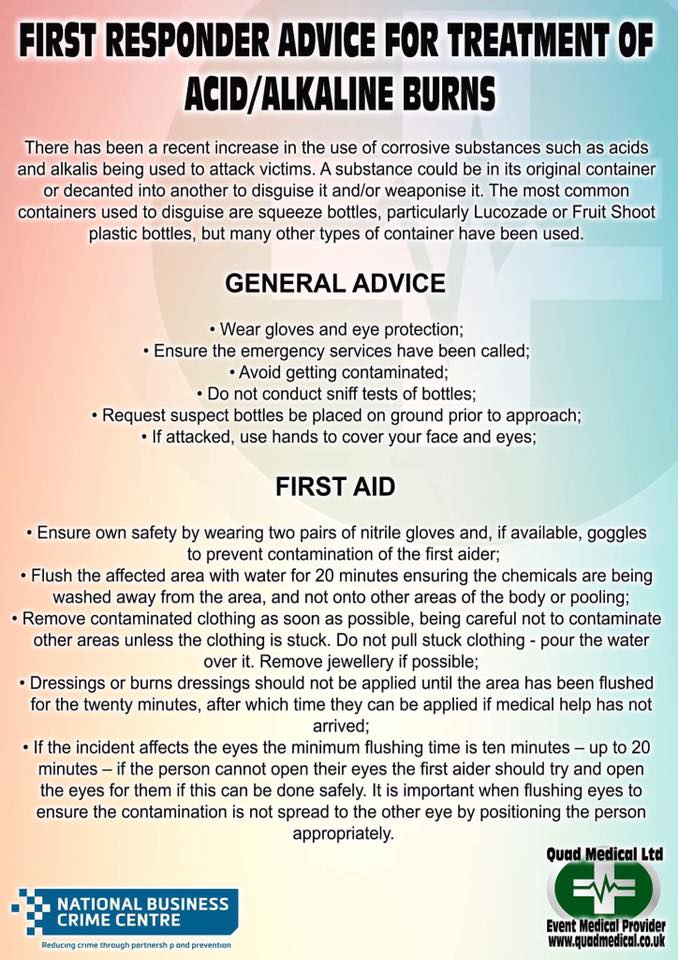 FIRST RESPONDER ADVICE FOR TREATMENT OF
ACID/ALKALINE BURNS
There has been a recent increase in the use of corrosive substances such as acids
and alkalis being used to attack victims. A substance could be in its original container
or decanted into another to disguise it and/or weaponise it. The most common
containers used to disguise are squeeze bottles, particularly Lucozade or Fruit Shoot
plastic bottles, but many other types of container have been used.
GENERAL ADVICE
• Wear gloves and eye protection;
• Ensure the emergency services have been called;
• Avoid getting contaminated;
• Do not conduct sniff tests of bottles;
• Request suspect bottles be placed on ground prior to approach;
• If attacked, use hands to cover your face and eyes;
FIRST AID
• Ensure own safety by wearing two pairs of nitrile gloves and, if available, goggles
to prevent contamination of the first aider;
• Flush the affected area with water for 20 minutes ensuring the chemicals are being
washed away from the area, and not onto other areas of the body or pooling;
• Remove contaminated clothing as soon as possible, being careful not to contaminate
other areas unless the clothing is stuck. Do not pull stuck clothing - pour the water
over it. Remove jewellery if possible;
• Dressings or burns dressings should not be applied until the area has been flushed
for the twenty minutes, after which time they can be applied if medical help has not
arrived;
• If the incident affects the eyes the minimum flushing time is ten minutes – up to 20
minutes – if the person cannot open their eyes the first aider should try and open
the eyes for them if this can be done safely. It is important when flushing eyes to
ensure the contamination is not spread to the other eye by positioning the person
appropriately.
NATIONAL BUSINESS
CRIME CENTRE
Reducing crime through partnership and prevention
Quad Medical Ltd
Event Medical Provider
www.quadmedical.co.uk